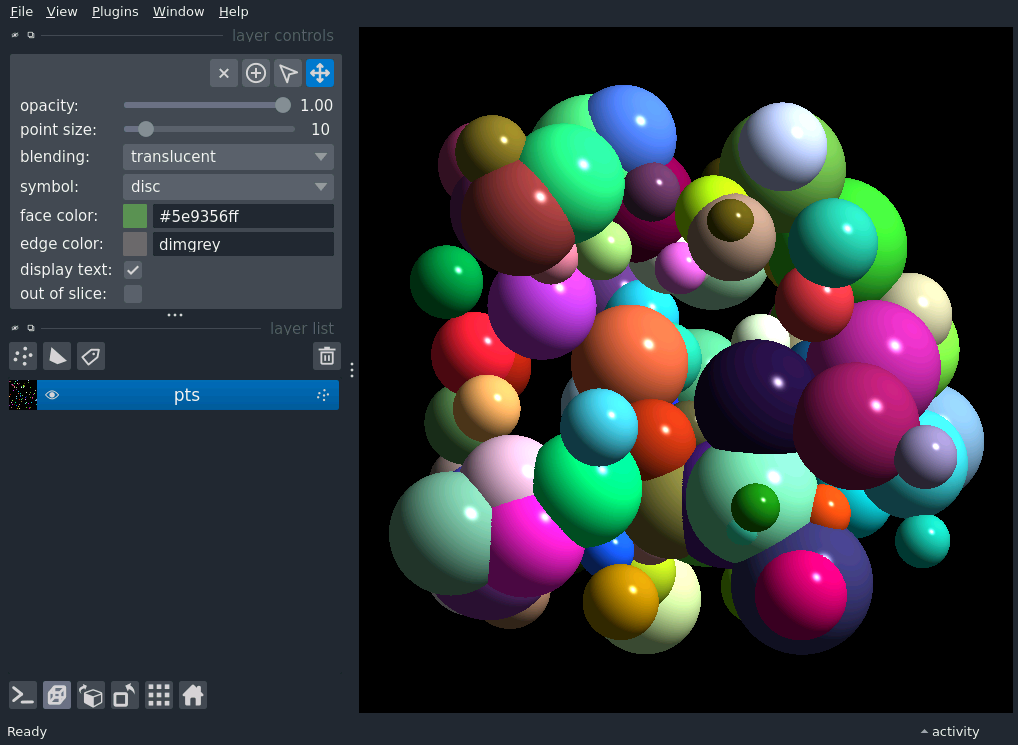 File View Plugins Window Help
layer controls
opacity: 1.00
point size: 10
blending: translucent
symbol: disc
face color: #5e9356ff
edge color: dimgrey
display text:
out of slice:
layer list
pts
Ready
activity